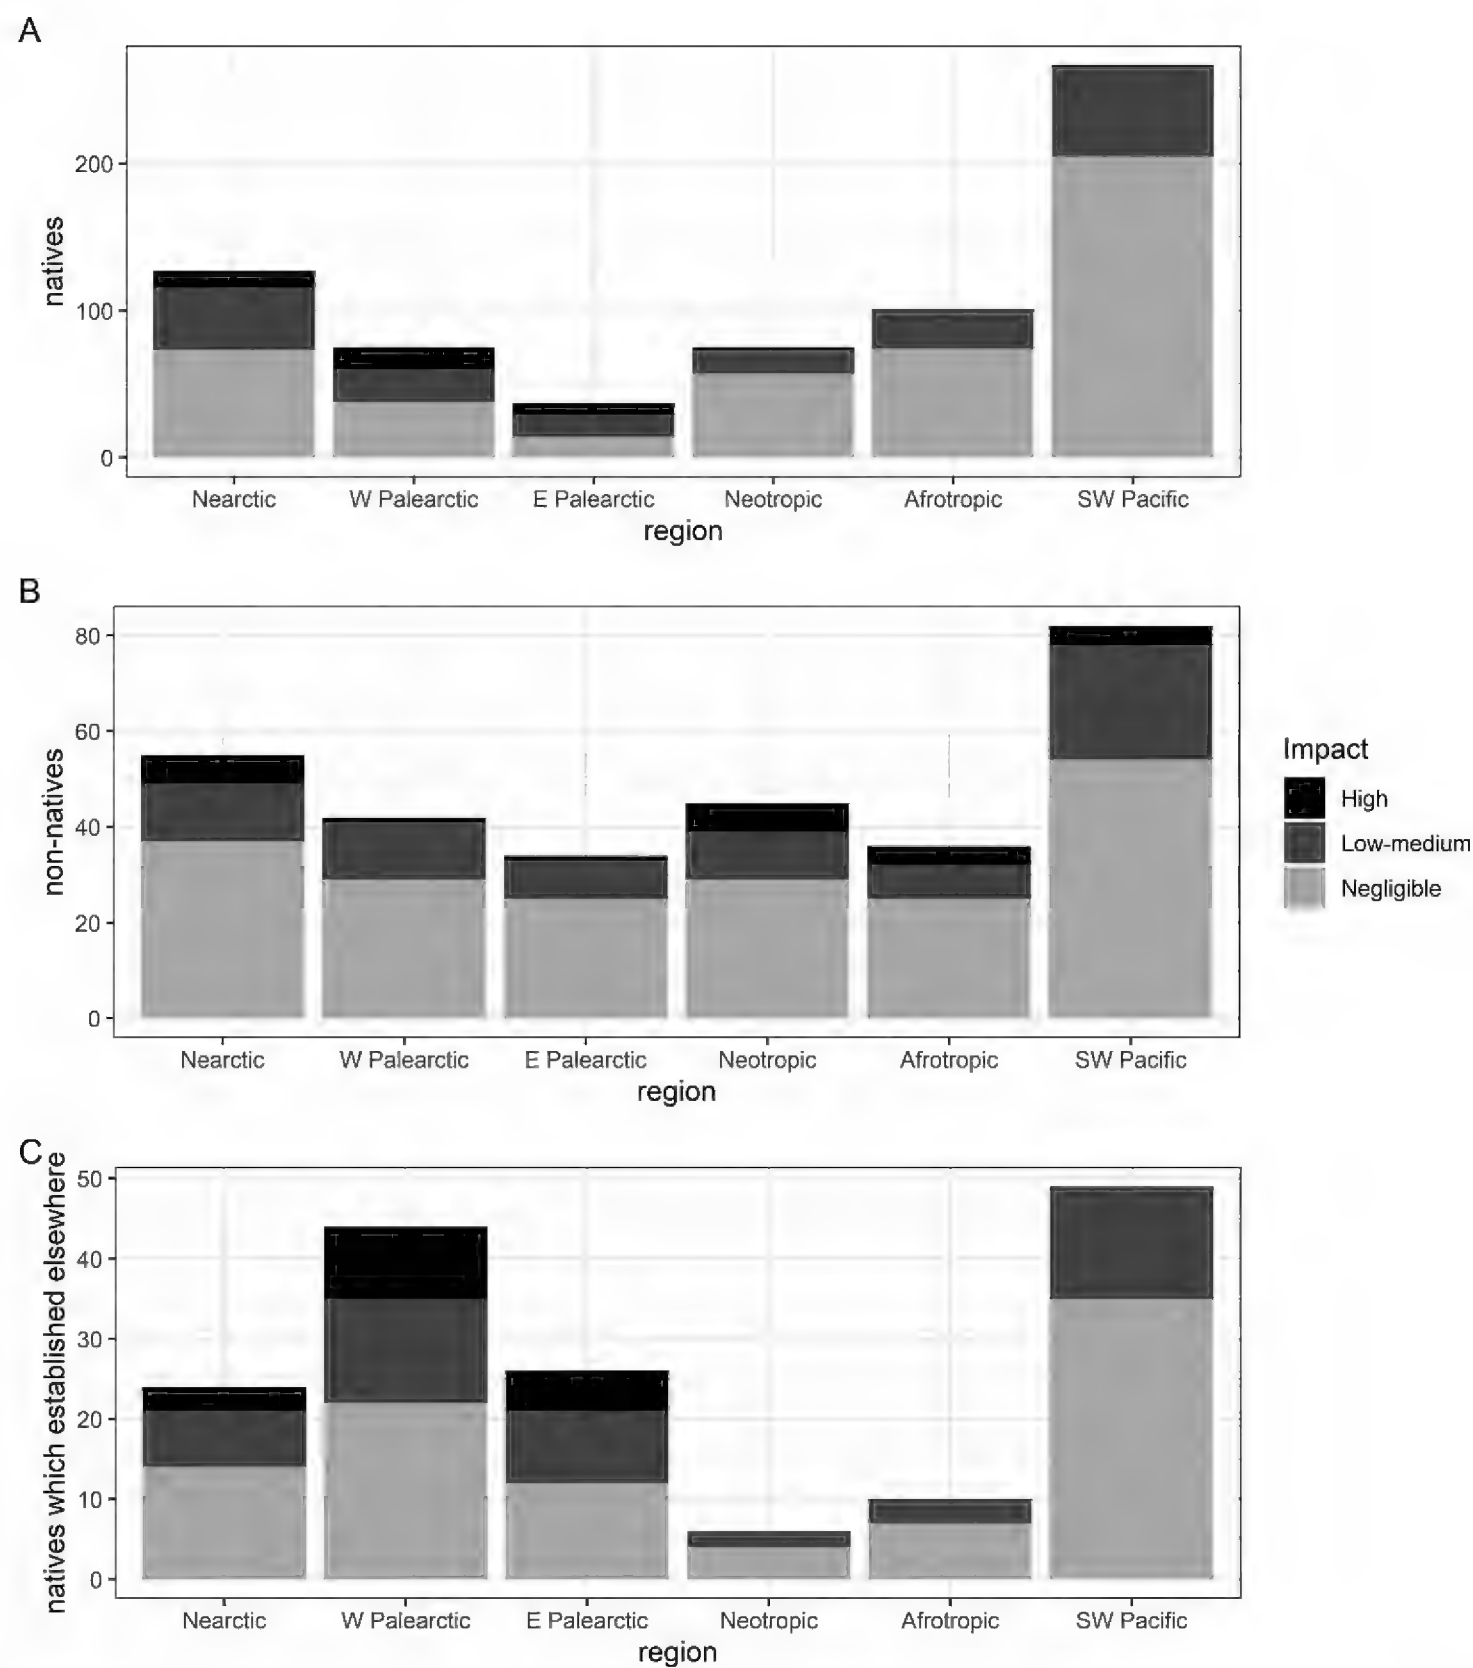 A
natives
200
100
0
Nearctic W Palearctic E Palearctic Neotropic Afrotropic SW Pacific
region
B
non-natives
80
60
40
20
0
Nearctic W Palearctic E Palearctic Neotropic Afrotropic SW Pacific
region
Impact
High
Low-medium
Negligible
C
natives which established elsewhere
50
40
30
20
10
0
Nearctic W Palearctic E Palearctic Neotropic Afrotropic SW Pacific
region